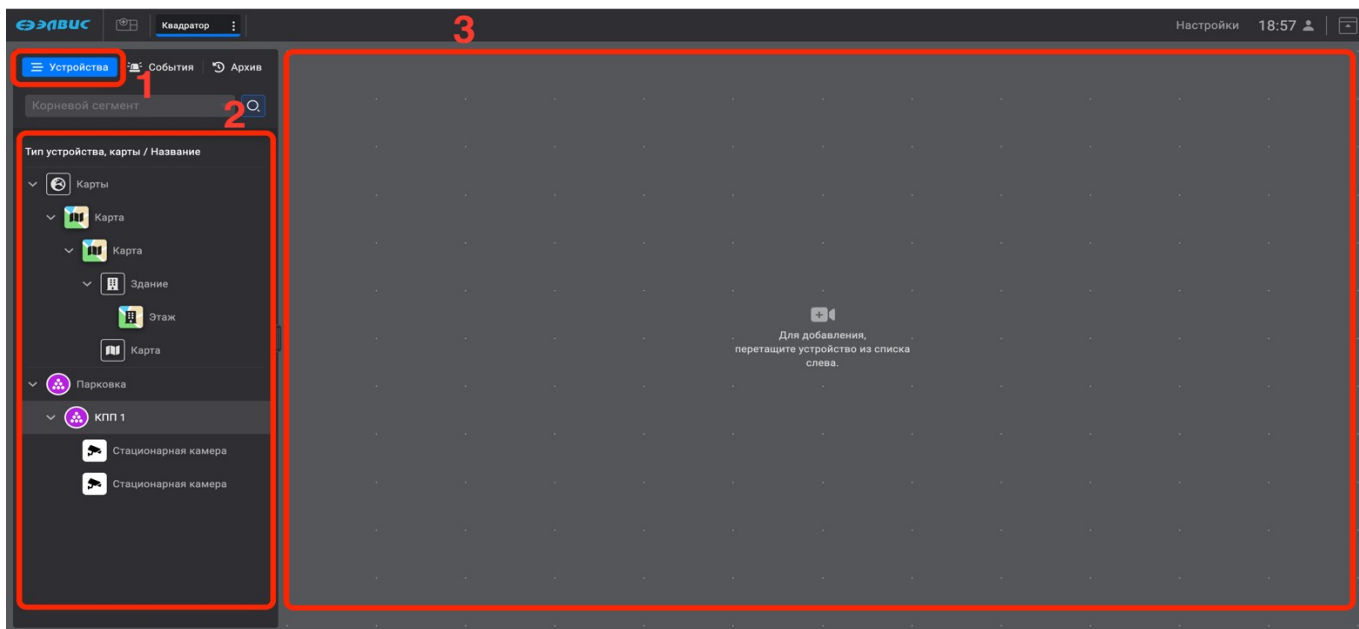 ЭЛВИС Квадратор 3 Настройки 18:57
Устройства События Архив
1
Корневой сегмент 2
Тип устройства, карты / Название
Карты
Карта
Карта
Здание
Этаж
Карта
Парковка
КПП 1
Стационарная камера
Стационарная камера
Для добавления,
перетащите устройство из списка
слева.